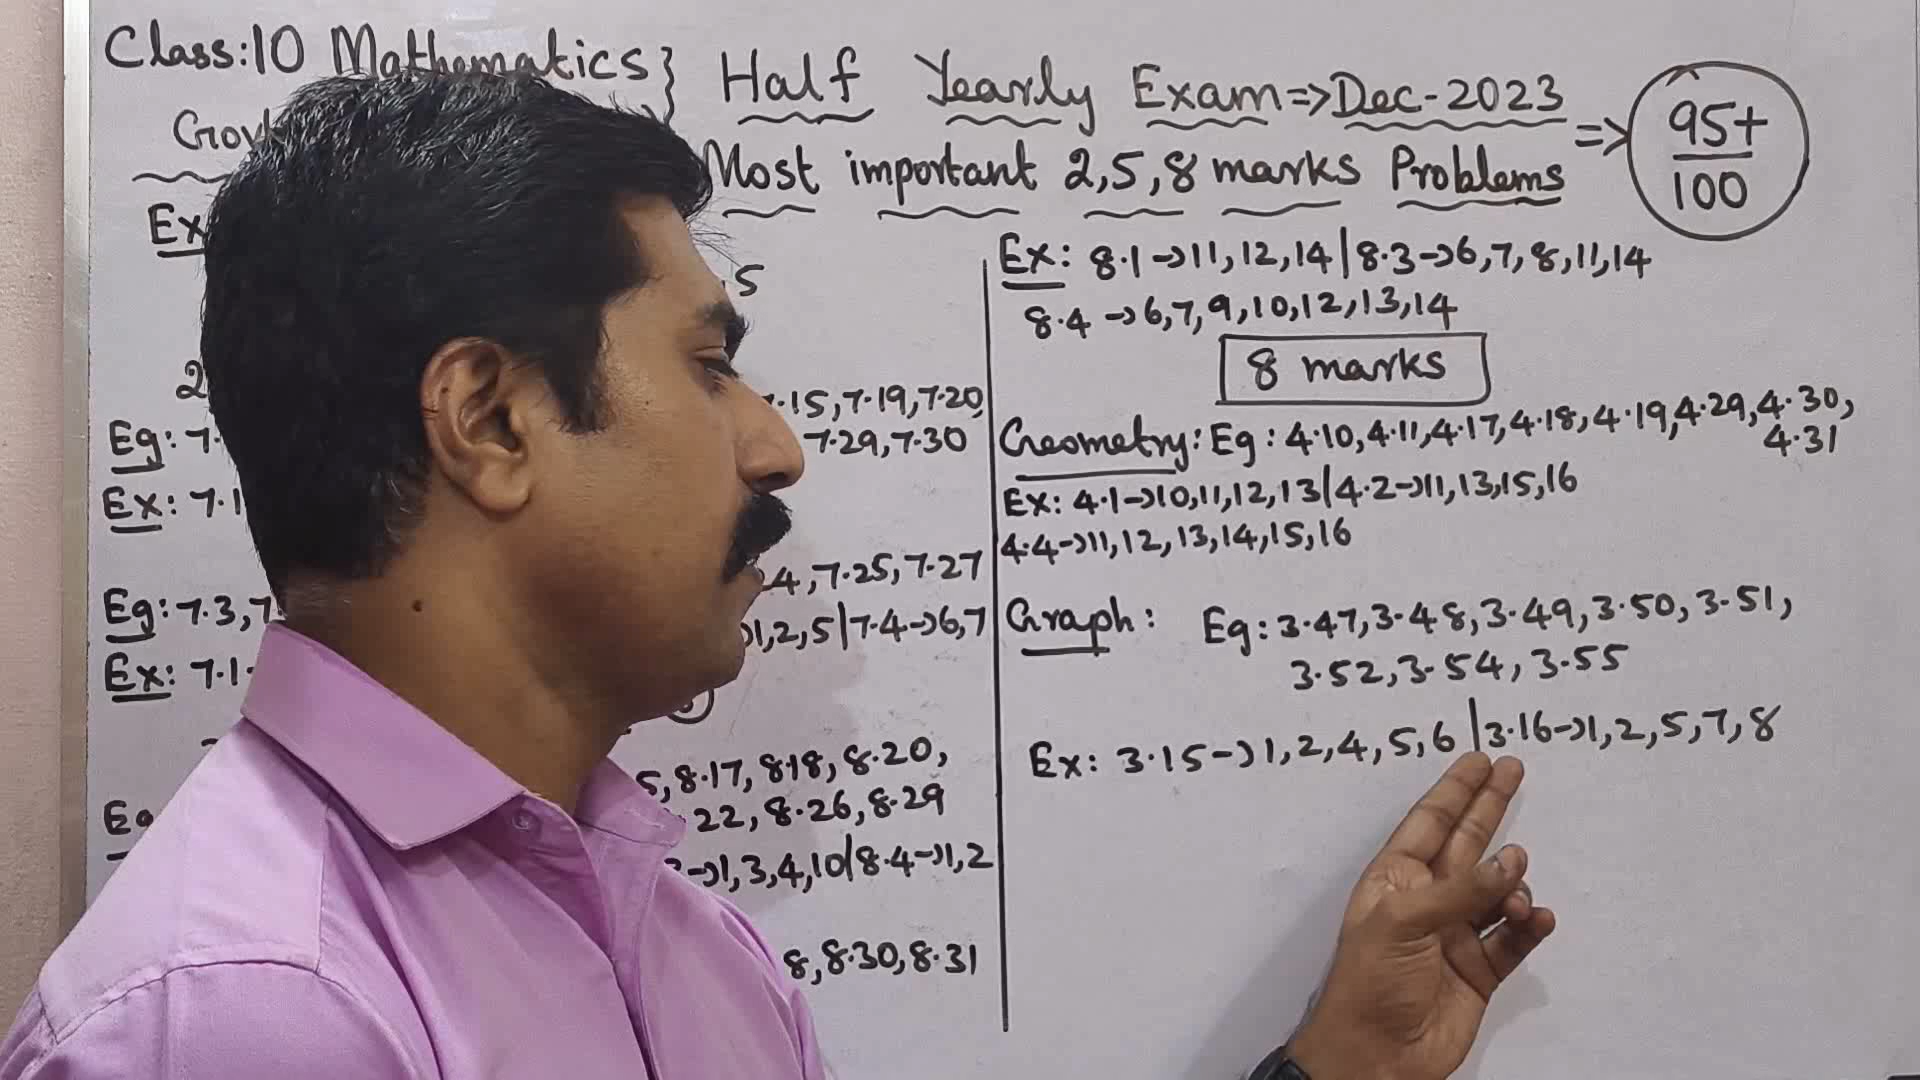 Class:10 Mathematics}
Half Yearly Exam=>Dec-2023
=> 95+
100
Most important 2,5,8 marks Problems
5
7.15,7.19,7.20,
Eg: 7.
7.29,7.30
Ex: 7.1
4,7.25,7.27
Eg:7.3,7
1,2,5|7.4->6,7
Ex: 7.1
5,8.17,8.18,8.20,
22,8.26,8.29
->1,3,4,10|8.4->1,2
8,8.30,8.31
Ex: 8.1->11,12,14|8.3->6,7,8,11,14
8.4->6,7,9,10,12,13,14
8 marks
Geometry: Eg: 4.10,4.11,4.17,4.18,4.19,4.29,4.30,
4.31
Ex: 4.1->10,11,12,13|4.2->11,13,15,16
4.4->11,12,13,14,15,16
Graph: Eg: 3.47,3.48,3.49,3.50,3.51,
3.52,3.54,3.55
Ex: 3.15->1,2,4,5,6|3.16->1,2,5,7,8